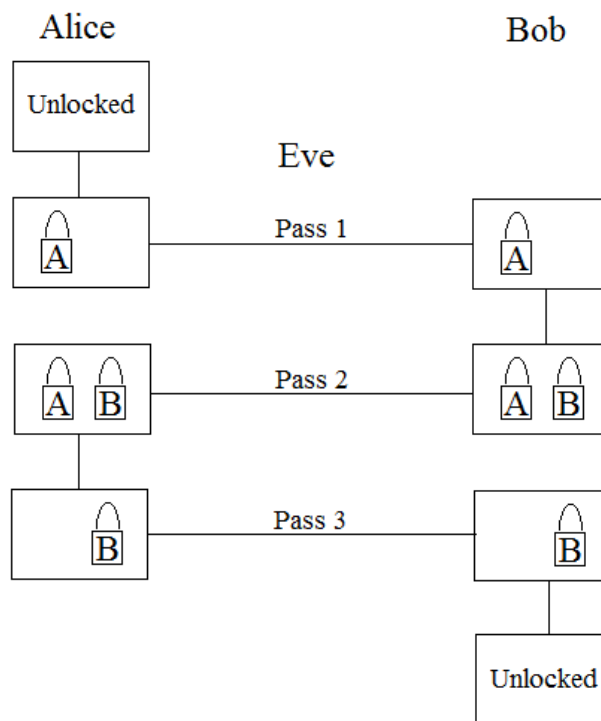 Alice
Bob
Unlocked
Eve
A
Pass 1
A
A B
Pass 2
A B
B
Pass 3
B
Unlocked